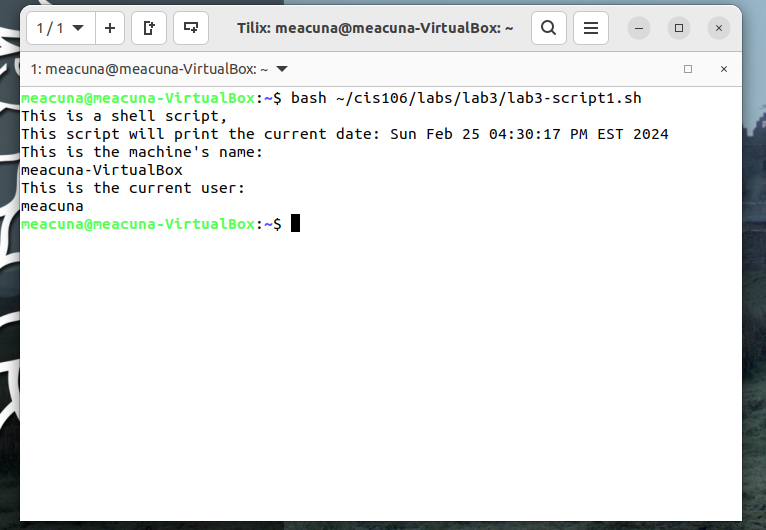 1 / 1
Tilix: meacuna@meacuna-VirtualBox: ~
1: meacuna@meacuna-VirtualBox: ~
meacuna@meacuna-VirtualBox:~$ bash ~/cis106/labs/lab3/lab3-script1.sh
This is a shell script,
This script will print the current date: Sun Feb 25 04:30:17 PM EST 2024
This is the machine's name:
meacuna-VirtualBox
This is the current user:
meacuna
meacuna@meacuna-VirtualBox:~$